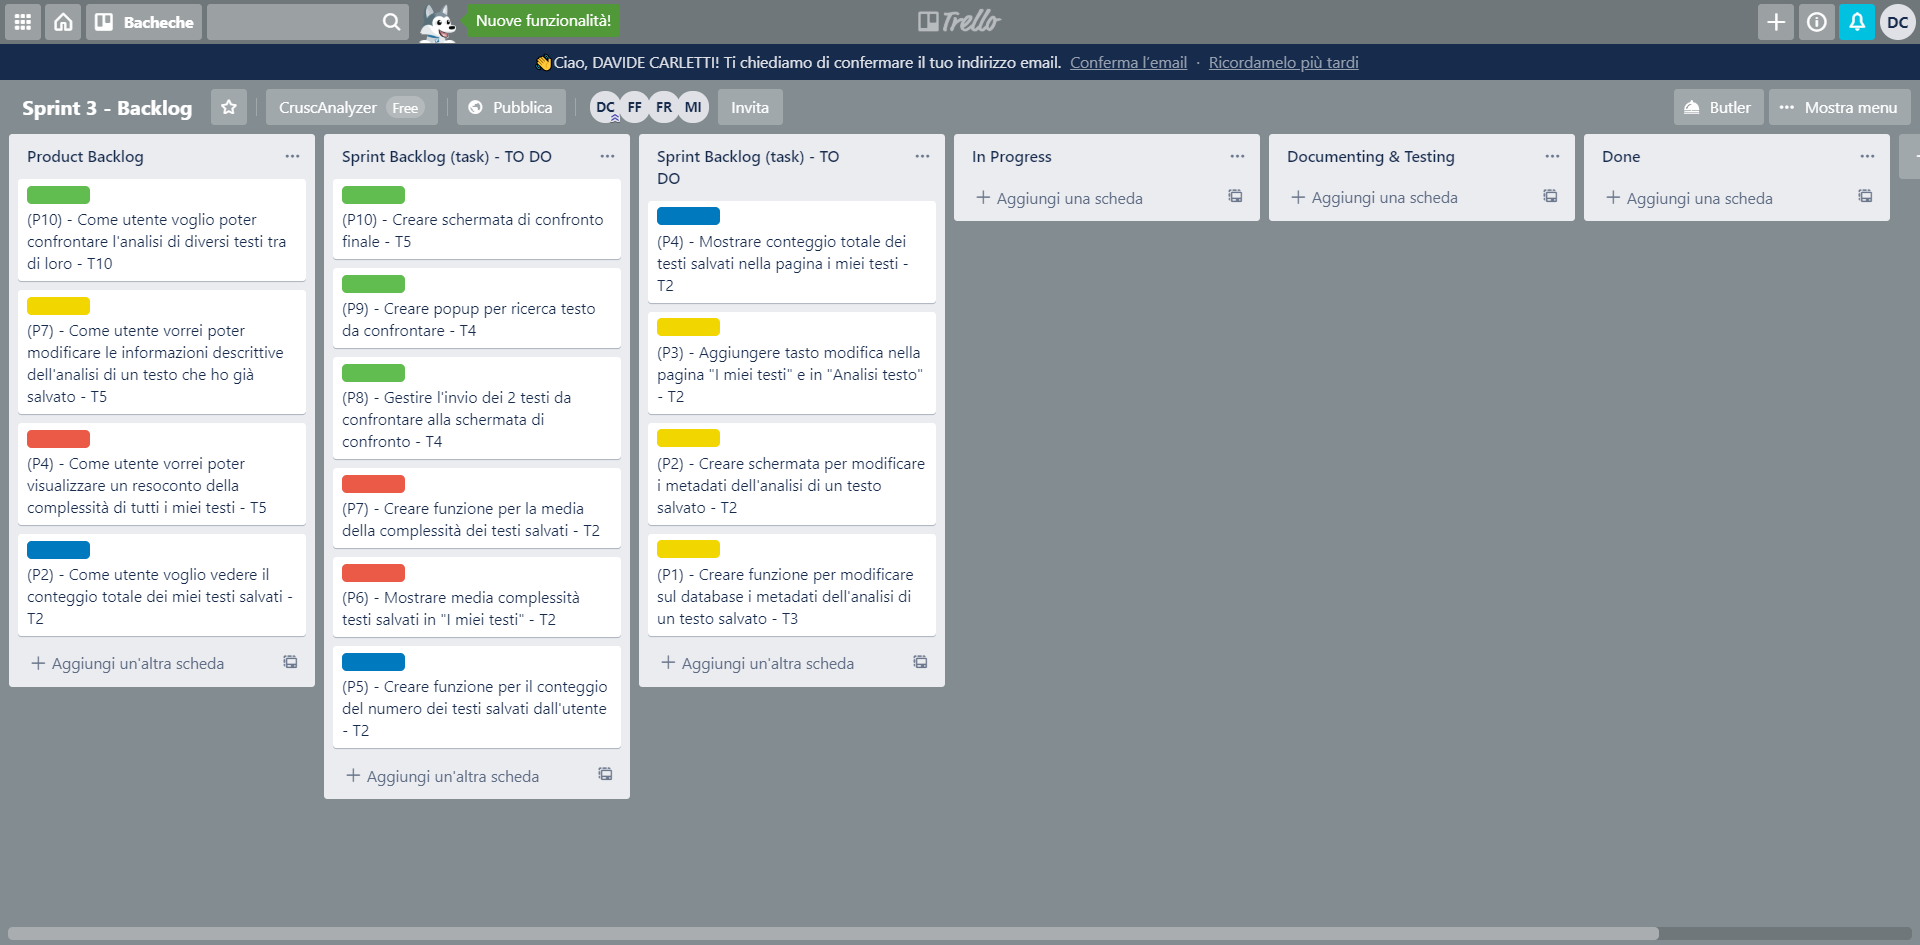 Bacheche
Nuove funzionalità!
Trello
DC
Ciao, DAVIDE CARLETTI! Ti chiediamo di confermare il tuo indirizzo email. Conferma l'email · Ricordamelo più tardi
Sprint 3 - Backlog
CruscAnalyzer Free
Pubblica
DC FF FR MI
Invita
Butler
Mostra menu
Product Backlog
(P10) - Come utente voglio poter
confrontare l'analisi di diversi testi tra
di loro - T10
(P7) - Come utente vorrei poter
modificare le informazioni descrittive
dell'analisi di un testo che ho già
salvato - T5
(P4) - Come utente vorrei poter
visualizzare un resoconto della
complessità di tutti i miei testi - T5
(P2) - Come utente voglio vedere il
conteggio totale dei miei testi salvati -
T2
Aggiungi un'altra scheda
Sprint Backlog (task) - TO DO
(P10) - Creare schermata di confronto
finale - T5
(P9) - Creare popup per ricerca testo
da confrontare - T4
(P8) - Gestire l'invio dei 2 testi da
confrontare alla schermata di
confronto - T4
(P7) - Creare funzione per la media
della complessità dei testi salvati - T2
(P6) - Mostrare media complessità
testi salvati in "I miei testi" - T2
(P5) - Creare funzione per il conteggio
del numero dei testi salvati dall'utente
- T2
Aggiungi un'altra scheda
Sprint Backlog (task) - TO
DO
(P4) - Mostrare conteggio totale dei
testi salvati nella pagina i miei testi -
T2
(P3) - Aggiungere tasto modifica nella
pagina "I miei testi" e in "Analisi testo"
- T2
(P2) - Creare schermata per modificare
i metadati dell'analisi di un testo
salvato - T2
(P1) - Creare funzione per modificare
sul database i metadati dell'analisi di
un testo salvato - T3
Aggiungi un'altra scheda
In Progress
Aggiungi una scheda
Documenting & Testing
Aggiungi una scheda
Done
Aggiungi una scheda